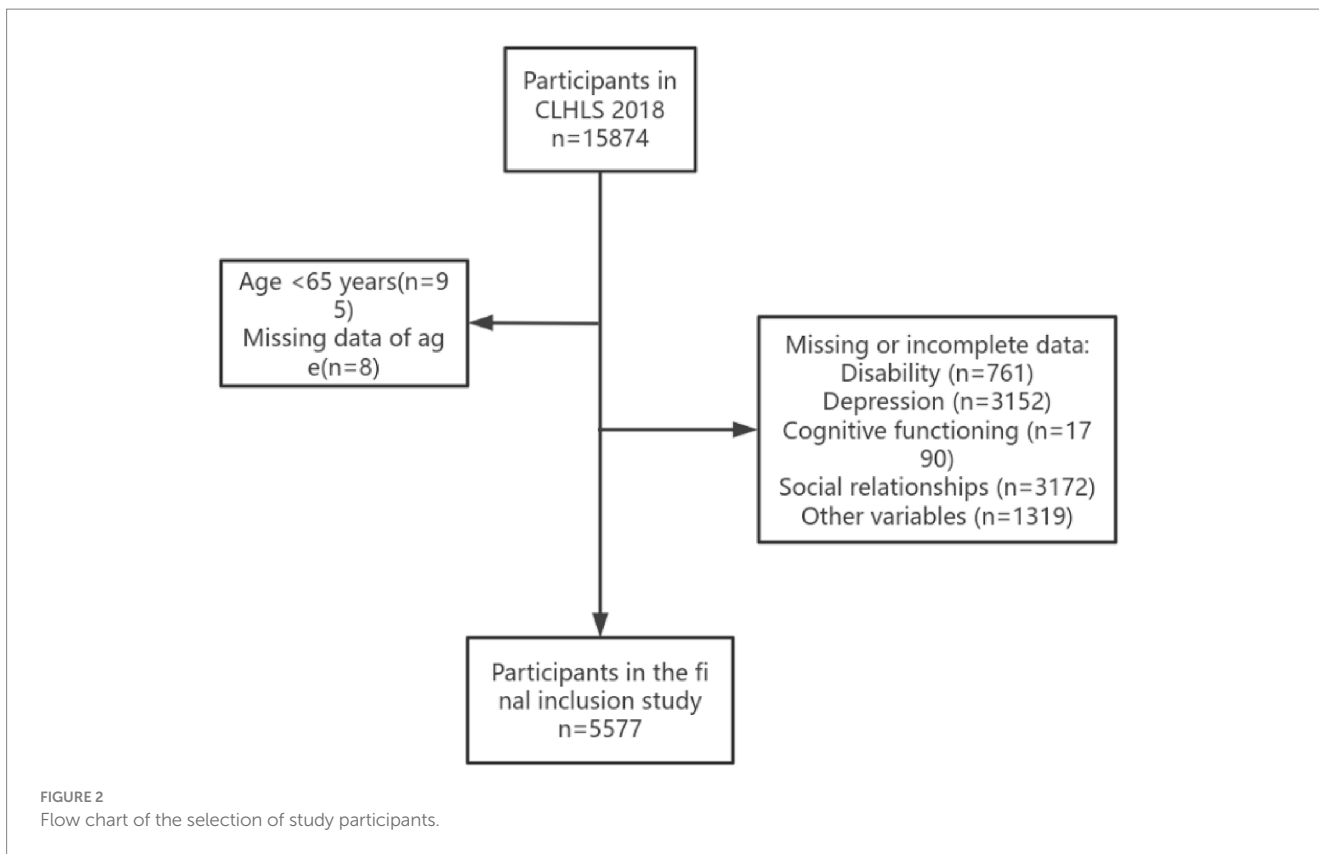 Participants in
CLHLS 2018
n=15874
Age <65 years(n=9
5)
Missing data of ag
e(n=8)
Missing or incomplete data:
Disability (n=761)
Depression (n=3152)
Cognitive functioning (n=17
90)
Social relationships (n=3172)
Other variables (n=1319)
Participants in the fi
nal inclusion study
n=5577
FIGURE 2
Flow chart of the selection of study participants.